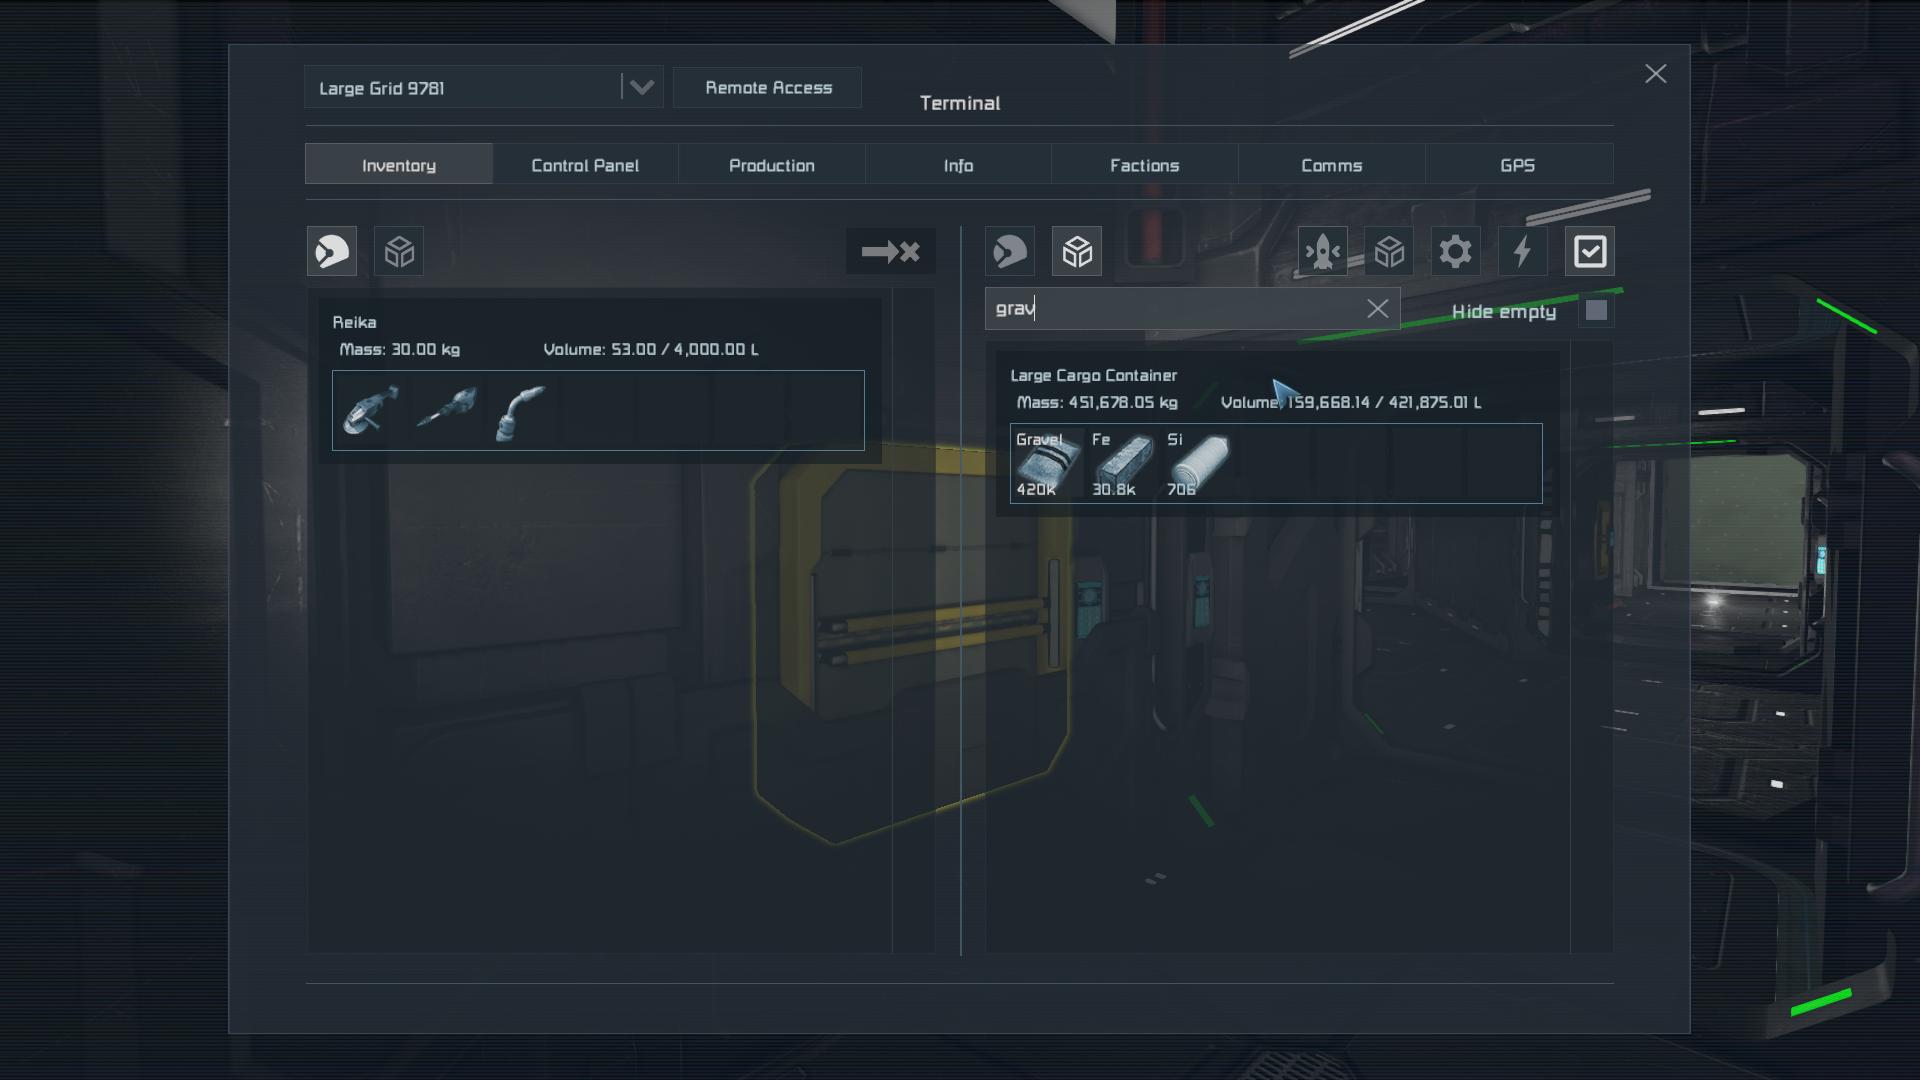 Large Grid 9781
Remote Access
Terminal
Inventory
Control Panel
Production
Info
Factions
Comms
GPS
Reika
Mass: 30.00 kg
Volume: 53.00 / 4,000.00 L
grav
Hide empty
Large Cargo Container
Mass: 451,678.05 kg
Volume: 159,668.14 / 421,875.01 L
Gravel
Fe
Si
420k
30.8k
706